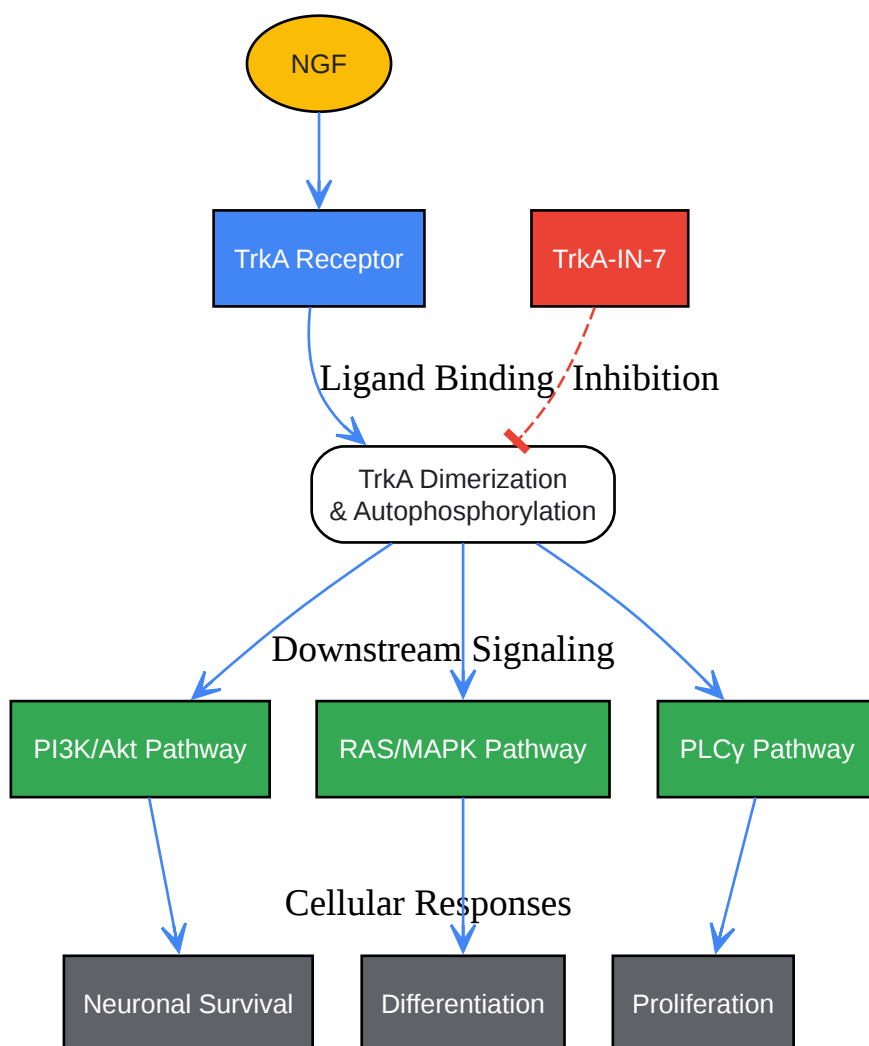 NGF
TrkA Receptor
TrkA-IN-7
Ligand Binding
Inhibition
TrkA Dimerization
& Autophosphorylation
Downstream Signaling
PI3K/Akt Pathway
RAS/MAPK Pathway
PLCγ Pathway
Cellular Responses
Neuronal Survival
Differentiation
Proliferation